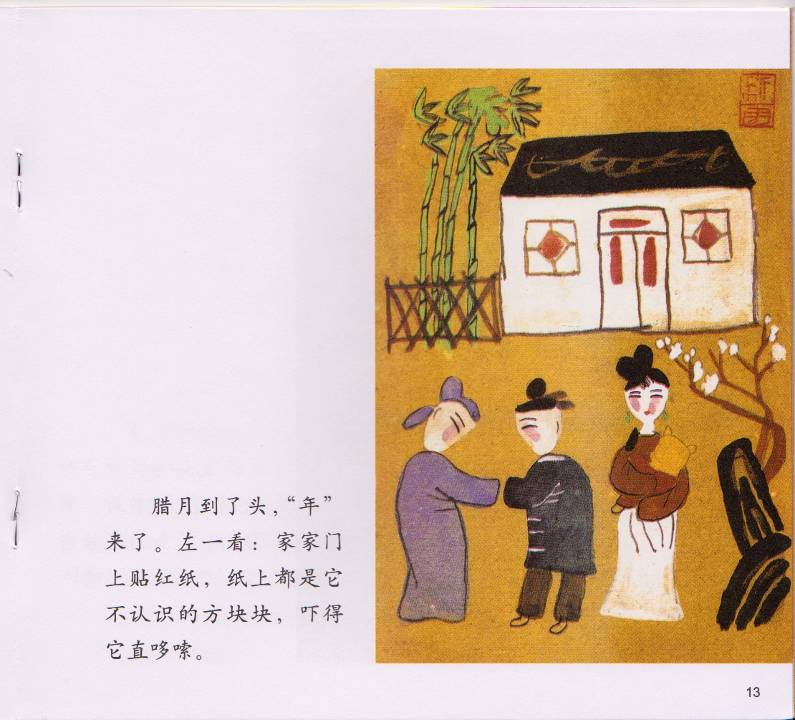 腊月到了头，“年”
来了。左一看：家家门
上贴红纸，纸上都是它
不认识的方块块，吓得
它直哆嗦。
13